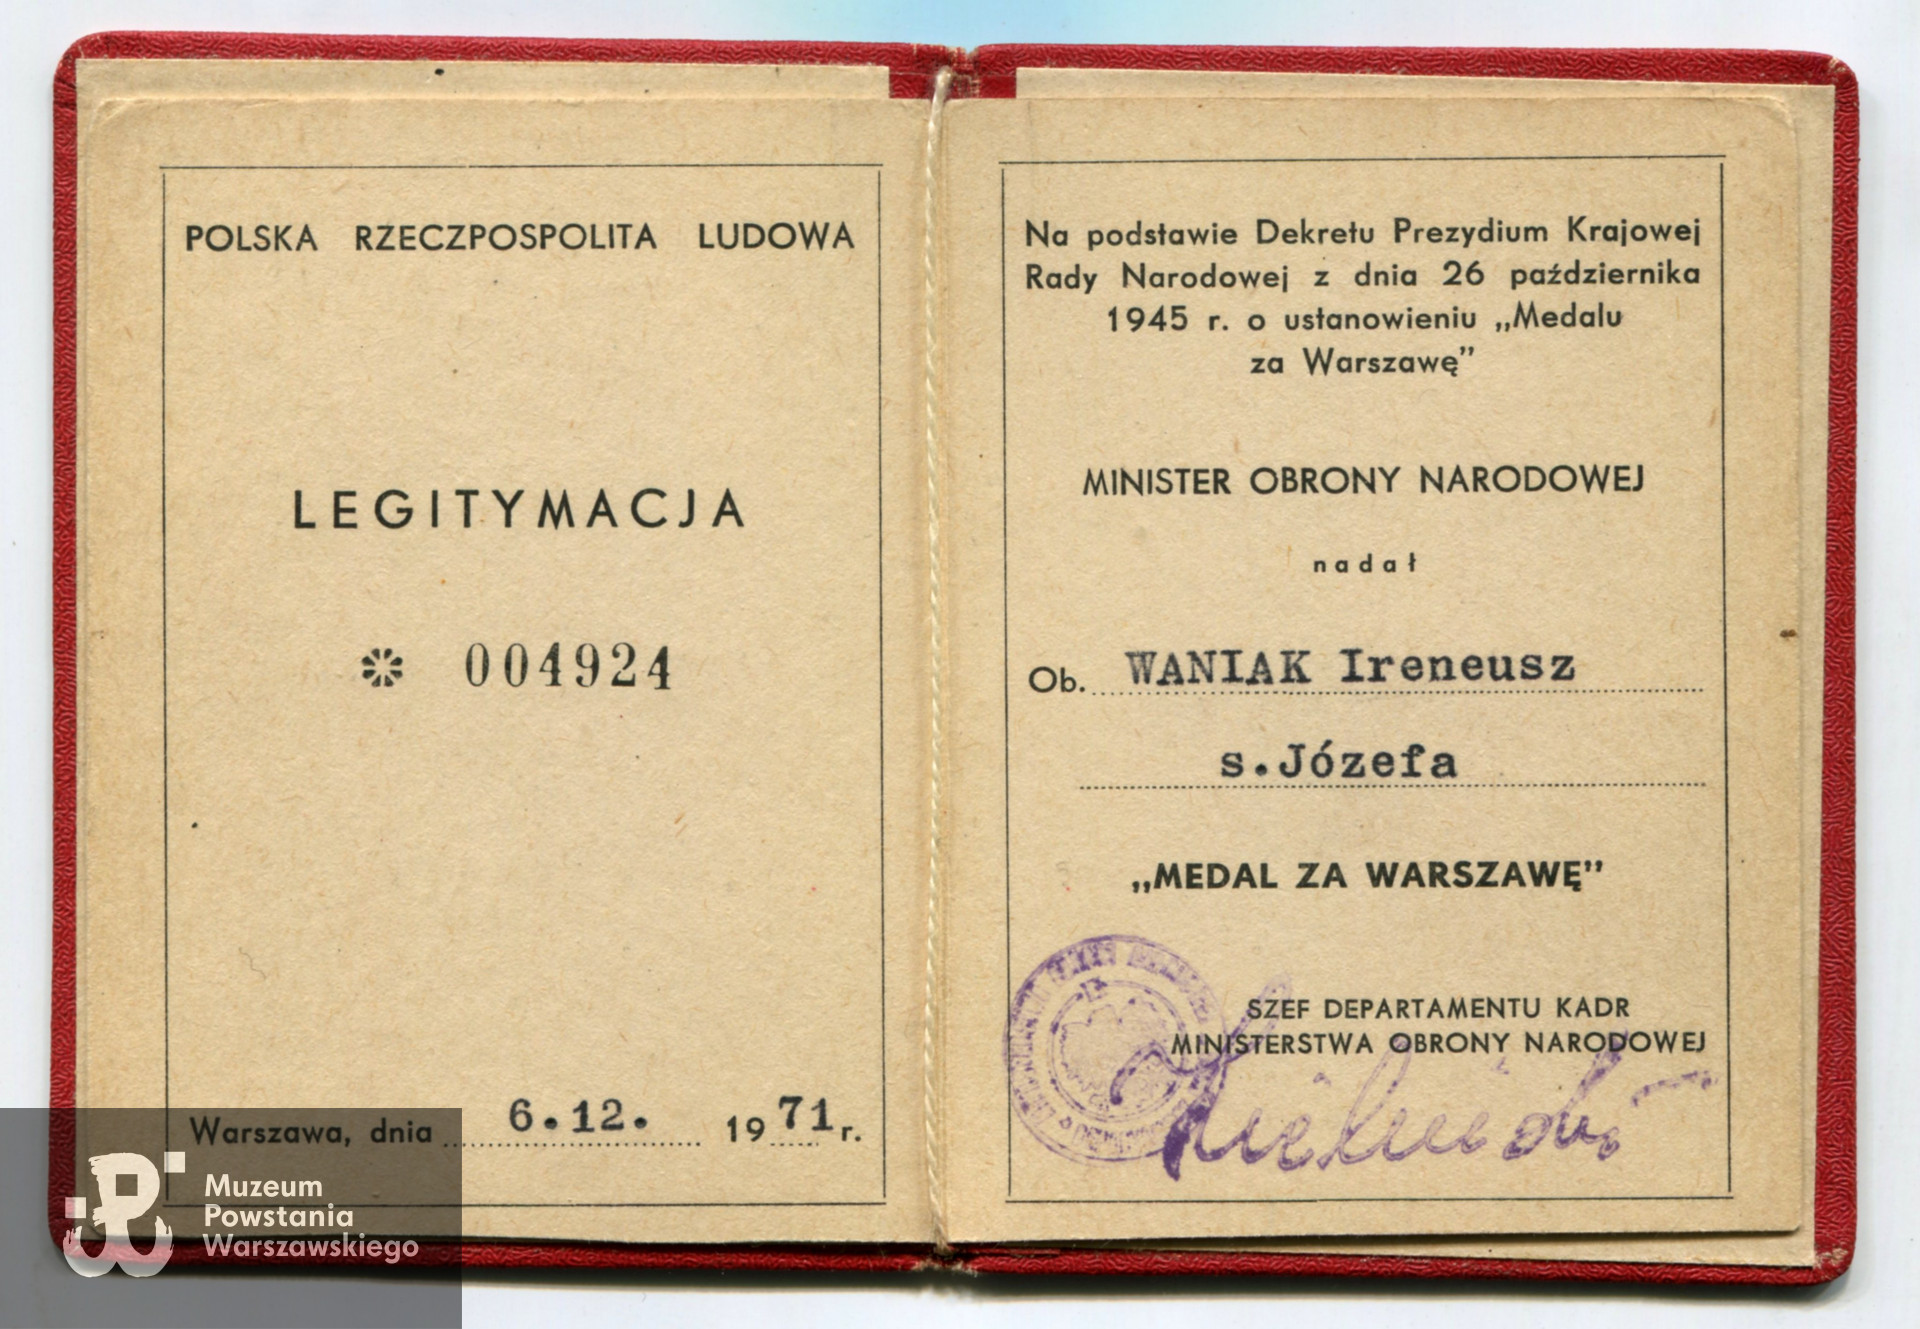 POLSKA RZECZPOSPOLITA LUDOWA
LEGITYMACJA
004924
Warszawa, dnia 6.12. 1971 r.
Na podstawie Dekretu Prezydium Krajowej
Rady Narodowej z dnia 26 października
1945 r. o ustanowieniu „Medalu
za Warszawę”
MINISTER OBRONY NARODOWEJ
nadał
Ob. WANIAK Ireneusz
s.Józefa
„MEDAL ZA WARSZAWĘ”
SZEF DEPARTAMENTU KADR
MINISTERSTWA OBRONY NARODOWEJ
Muzeum
Powstania
Warszawskiego